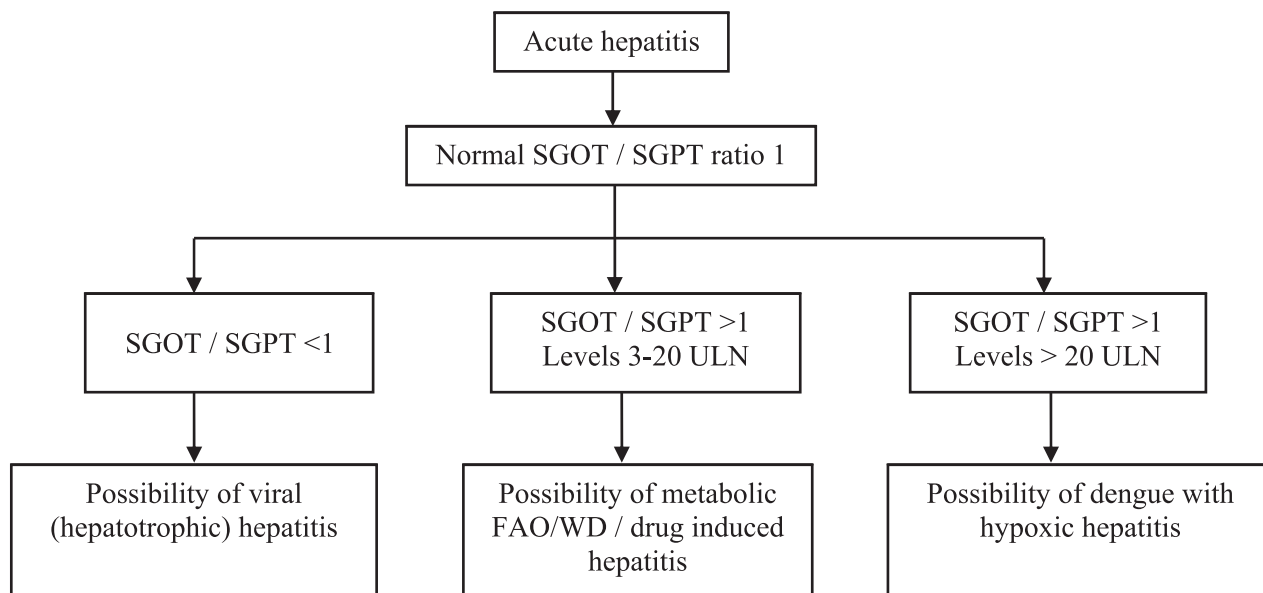 Acute hepatitis
Normal SGOT / SGPT ratio 1
SGOT / SGPT <1
SGOT / SGPT >1
Levels 3-20 ULN
SGOT / SGPT >1
Levels > 20 ULN
Possibility of viral
(hepatotrophic) hepatitis
Possibility of metabolic
FAO/WD / drug induced
hepatitis
Possibility of dengue with
hypoxic hepatitis